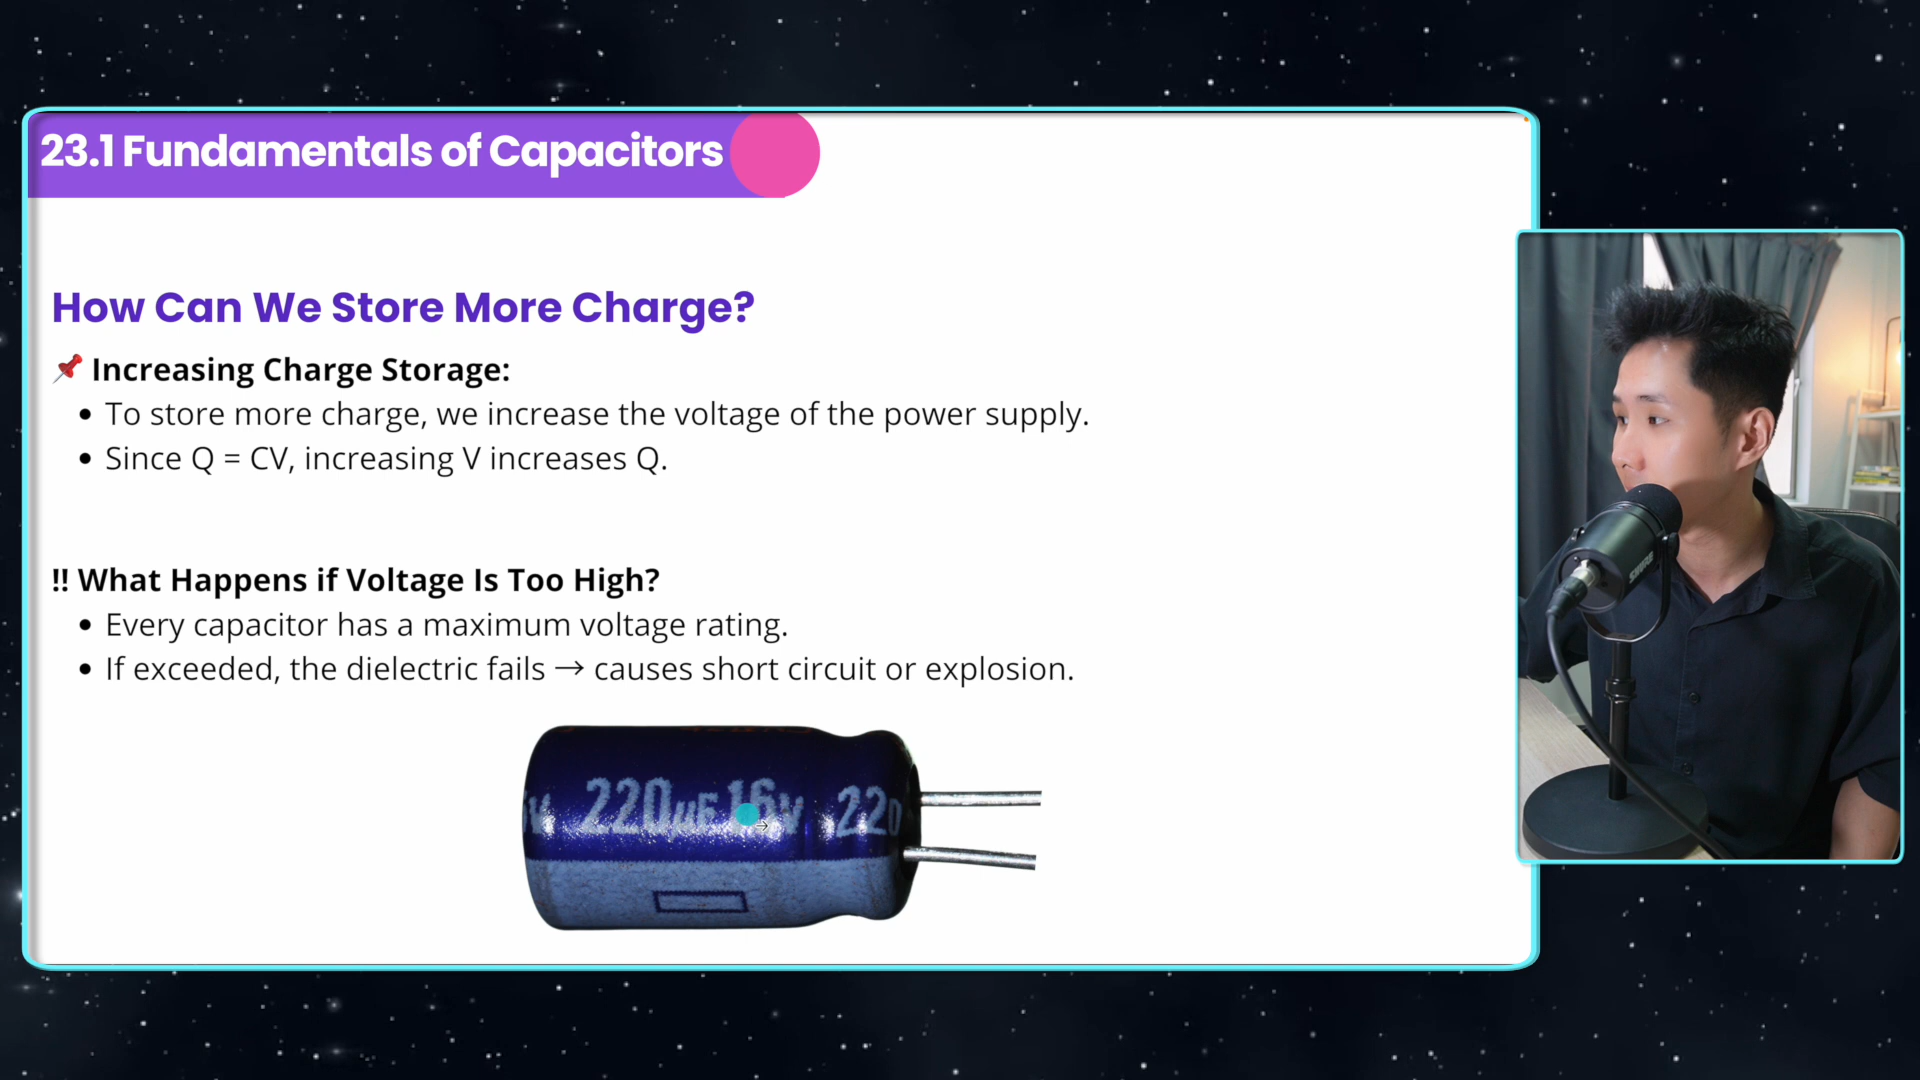 23.1 Fundamentals of Capacitors
How Can We Store More Charge?
📌 Increasing Charge Storage:
• To store more charge, we increase the voltage of the power supply.
• Since Q = CV, increasing V increases Q.
!! What Happens if Voltage Is Too High?
• Every capacitor has a maximum voltage rating.
• If exceeded, the dielectric fails → causes short circuit or explosion.
V 220µF 16V 220
SHURE